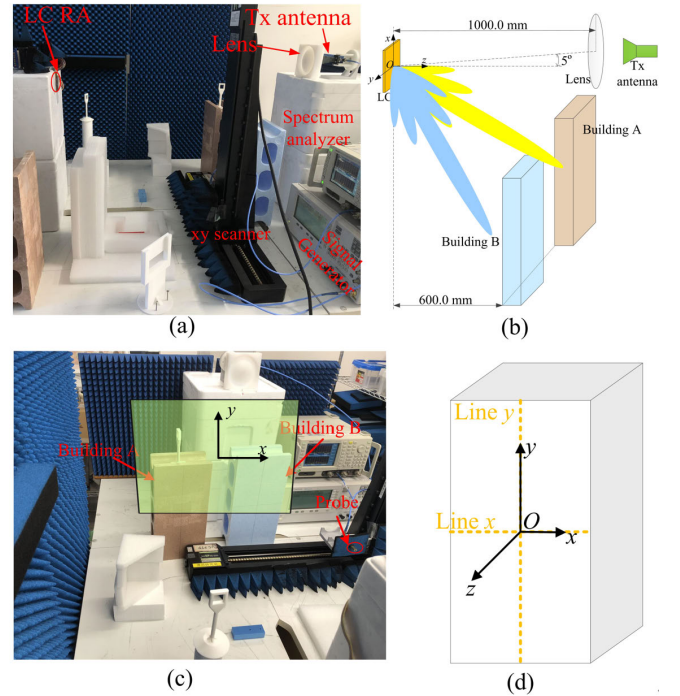 LC RA
Tx antenna
Lens
Spectrum
analyzer
xy scanner
Signal
Generator
(a)
1000.0 mm
x
O
z
y
LC
5°
Lens
Tx
antenna
Building A
Building B
600.0 mm
(b)
y
x
Building A
Building B
Probe
(c)
Line y
y
Line x
O
x
z
(d)